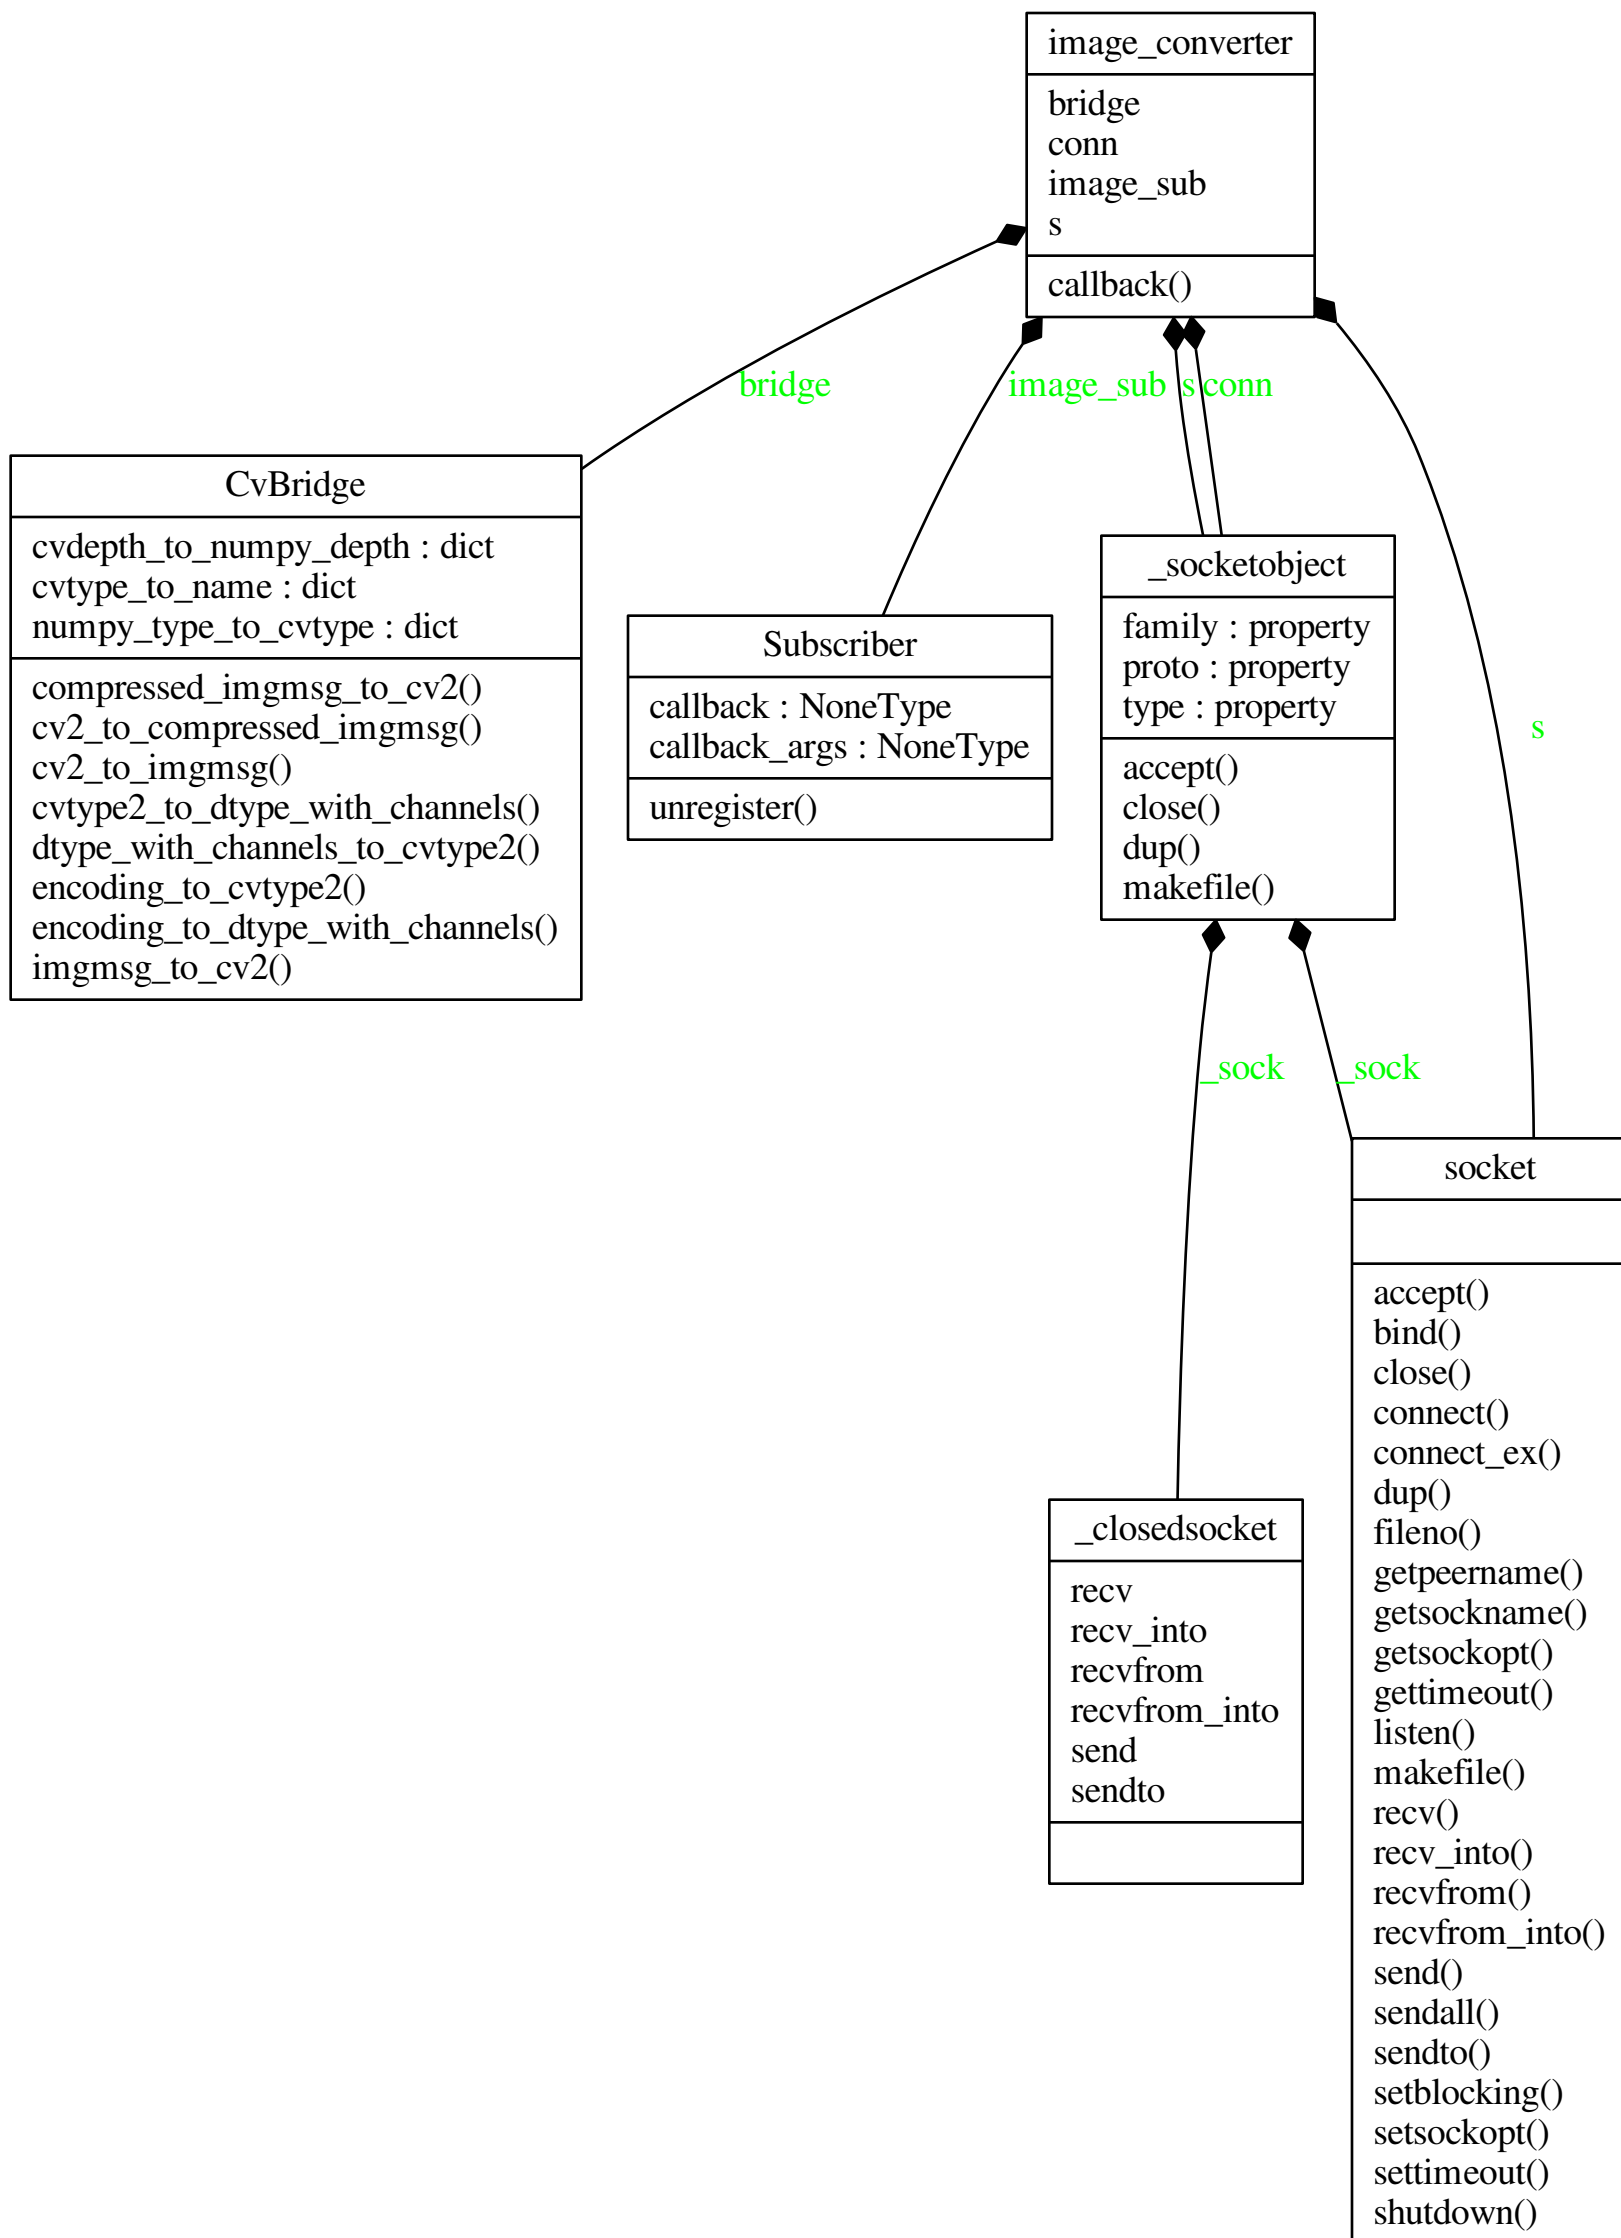 image_converter
bridge
conn
image_sub
s
callback()
bridge
image_sub
s
conn
s
CvBridge
cvdepth_to_numpy_depth : dict
cvtype_to_name : dict
numpy_type_to_cvtype : dict
compressed_imgmsg_to_cv2()
cv2_to_compressed_imgmsg()
cv2_to_imgmsg()
cvtype2_to_dtype_with_channels()
dtype_with_channels_to_cvtype2()
encoding_to_cvtype2()
encoding_to_dtype_with_channels()
imgmsg_to_cv2()
Subscriber
callback : NoneType
callback_args : NoneType
unregister()
_socketobject
family : property
proto : property
type : property
accept()
close()
dup()
makefile()
_sock
_sock
_closedsocket
recv
recv_into
recvfrom
recvfrom_into
send
sendto
socket
accept()
bind()
close()
connect()
connect_ex()
dup()
fileno()
getpeername()
getsockname()
getsockopt()
gettimeout()
listen()
makefile()
recv()
recv_into()
recvfrom()
recvfrom_into()
send()
sendall()
sendto()
setblocking()
setsockopt()
settimeout()
shutdown()